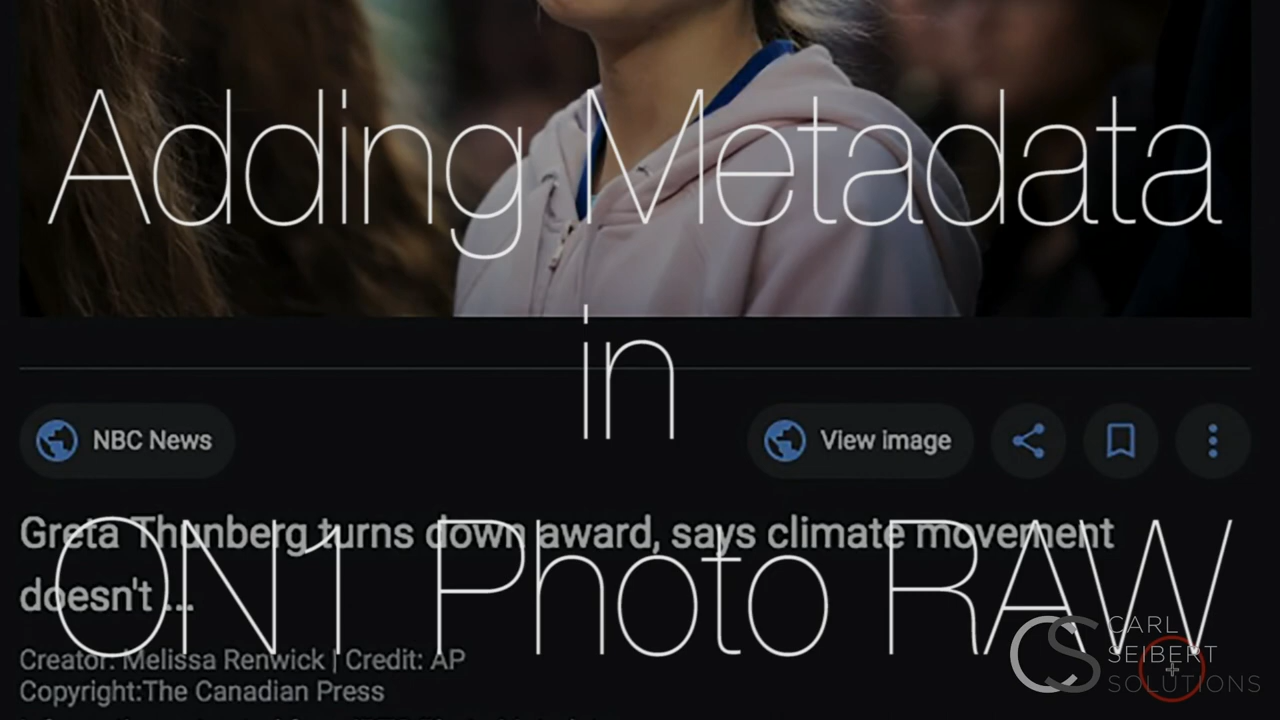 Adding Metadata
in
ON1 Photo RAW
NBC News
View image
Greta Thunberg turns down award, says climate movement
doesn't ...
Creator: Melissa Renwick | Credit: AP
Copyright:The Canadian Press
CS
CARL
SEIBERT
SOLUTIONS